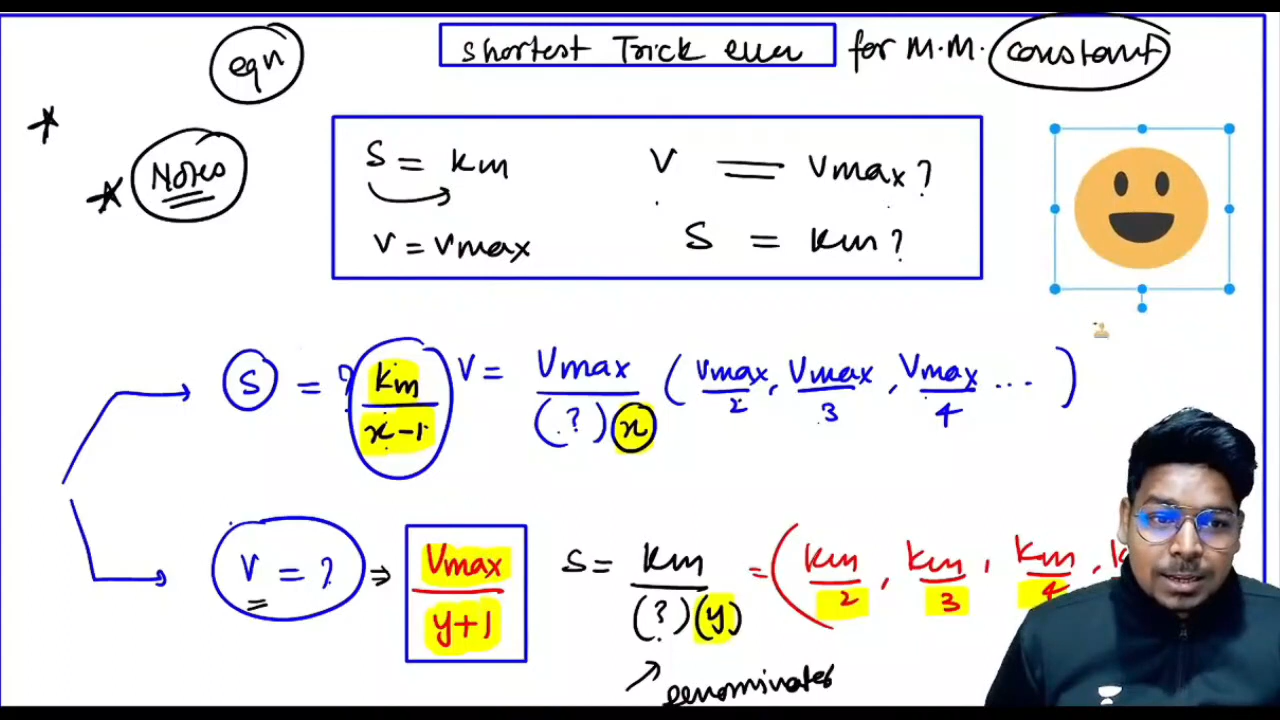 eqn
shortest Trick ever for M.M. constant
Notes
S = km V = Vmax?
V = Vmax S = km?
S = ? km/x-1 V = Vmax/(?)x (Vmax/2, Vmax/3, Vmax/4 ...)
V = ? ⇒ Vmax/y+1 S = km/(?)(y) = (km/2, km/3, km/4,